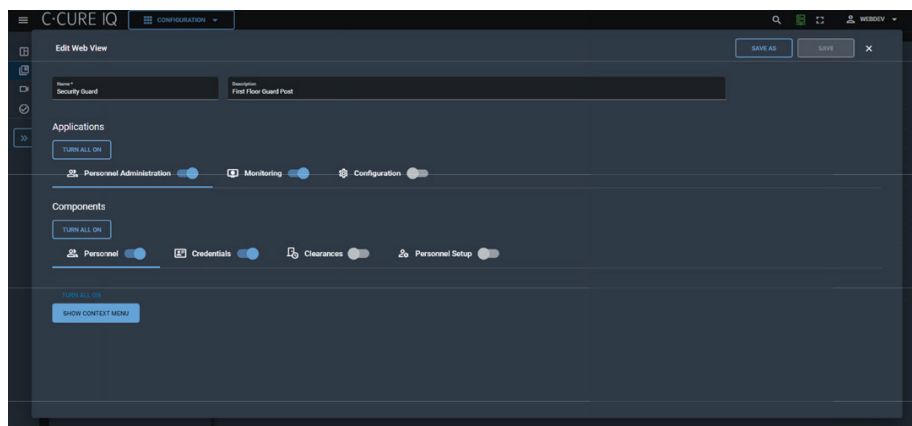 C·CURE IQ CONFIGURATION WEBDEV
Edit Web View SAVE AS SAVE
Name * Description
Security Guard First Floor Guard Post
Applications
TURN ALL ON
Personnel Administration Monitoring Configuration
Components
TURN ALL ON
Personnel Credentials Clearances Personnel Setup
TURN ALL ON
SHOW CONTEXT MENU